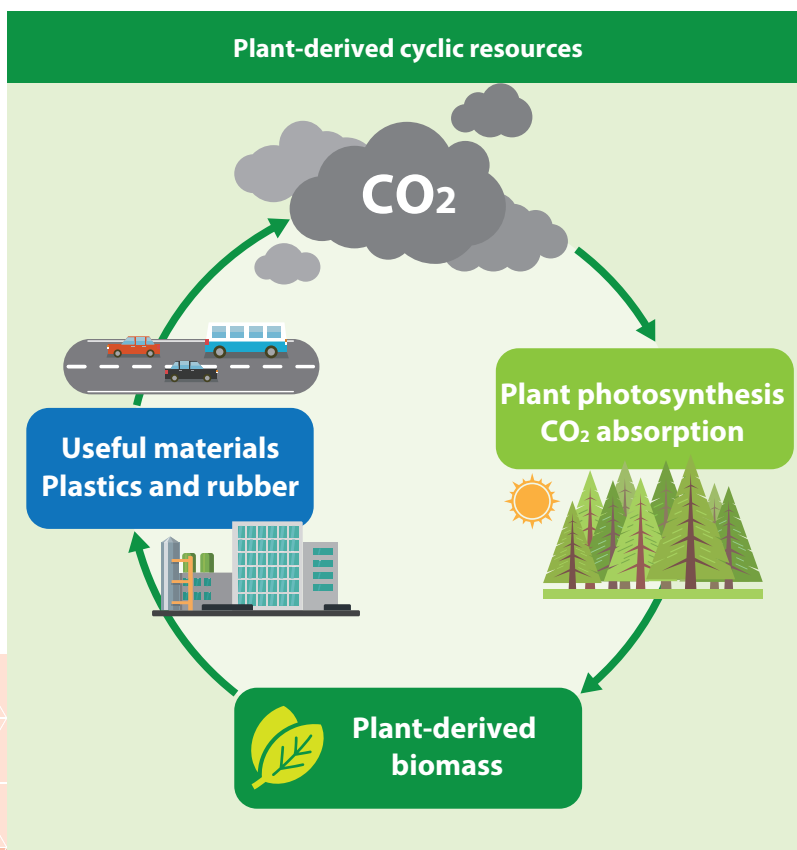 Plant-derived cyclic resources
CO₂
Plant photosynthesis
CO₂ absorption
Plant-derived
biomass
Useful materials
Plastics and rubber